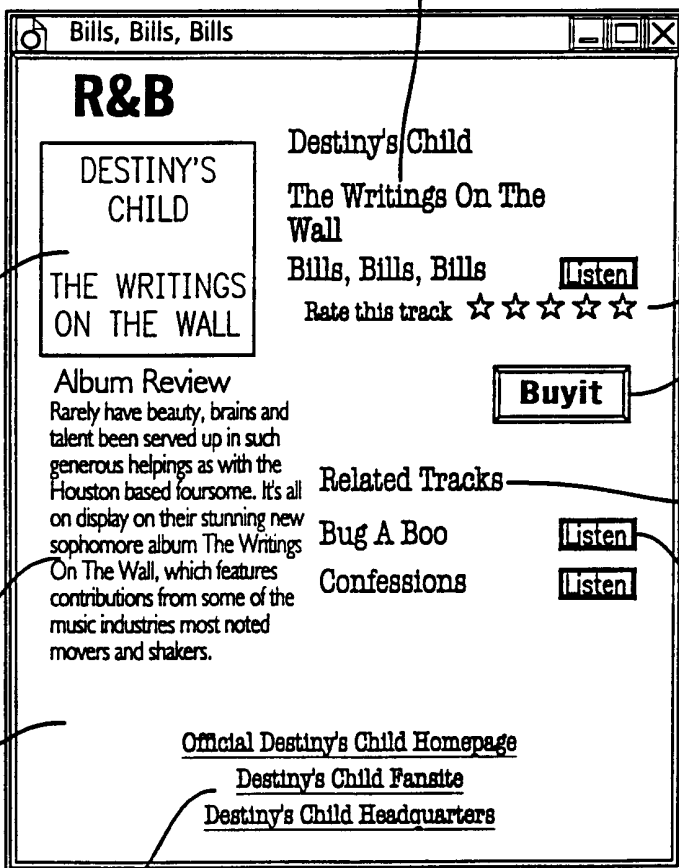 Bills, Bills, Bills
R&B
DESTINY'S
CHILD
THE WRITINGS
ON THE WALL
Destiny's Child
The Writings On The
Wall
Bills, Bills, Bills Listen
Rate this track
Buyit
Album Review
Rarely have beauty, brains and
talent been served up in such
generous helpings as with the
Houston based foursome. It's all
on display on their stunning new
sophomore album The Writings
On The Wall, which features
contributions from some of the
music industries most noted
movers and shakers.
Related Tracks
Bug A Boo Listen
Confessions Listen
Official Destiny's Child Homepage
Destiny's Child Fansite
Destiny's Child Headquarters